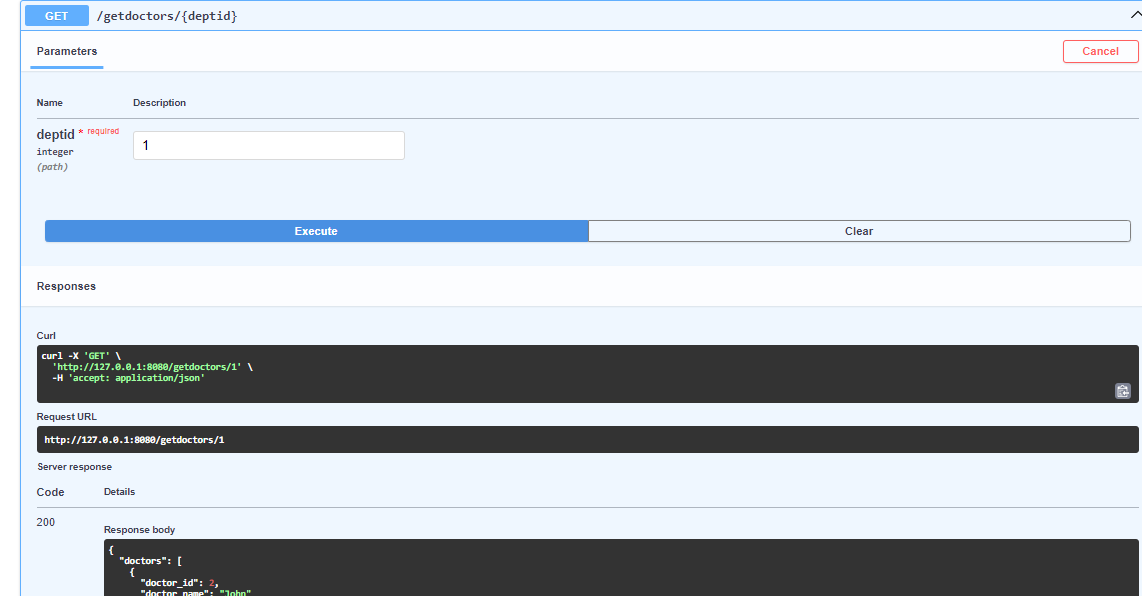 GET /getdoctors/{deptid}
Parameters
Cancel
Name Description
deptid * required
integer
(path)
1
Execute Clear
Responses
Curl
curl -X 'GET' \
'http://127.0.0.1:8080/getdoctors/1' \
-H 'accept: application/json'
Request URL
http://127.0.0.1:8080/getdoctors/1
Server response
Code Details
200
Response body
{
"doctors": [
{
"doctor_id": 2,
"doctor_name": "John"